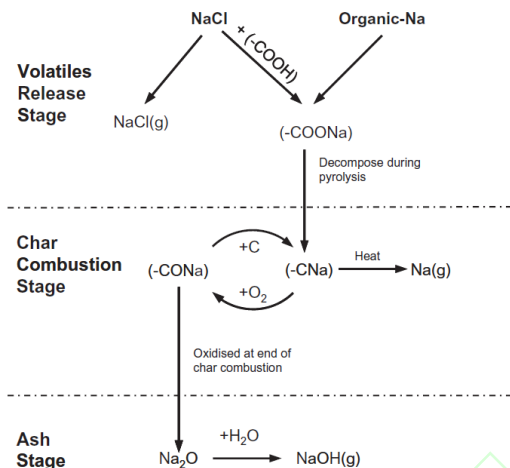 NaCl
Organic-Na
+ (-COOH)
Volatiles
Release
Stage
NaCl(g)
(-COONa)
Decompose during
pyrolysis
Char
Combustion
Stage
+C
(-CONa)
(-CNa)
Heat
Na(g)
+O₂
Oxidised at end of
char combustion
Ash
Stage
Na₂O
+H₂O
NaOH(g)